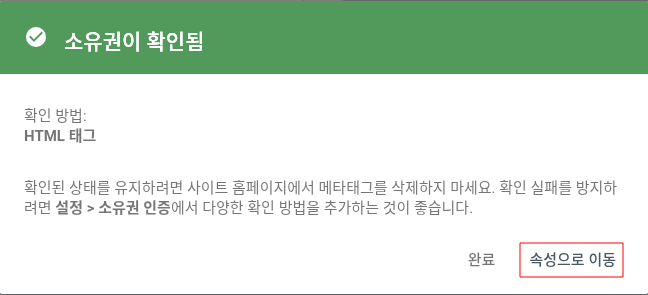 소유권이 확인됨
확인 방법:
HTML 태그
확인된 상태를 유지하려면 사이트 홈페이지에서 메타태그를 삭제하지 마세요. 확인 실패를 방지하
려면 설정 > 소유권 인증에서 다양한 확인 방법을 추가하는 것이 좋습니다.
완료 속성으로 이동